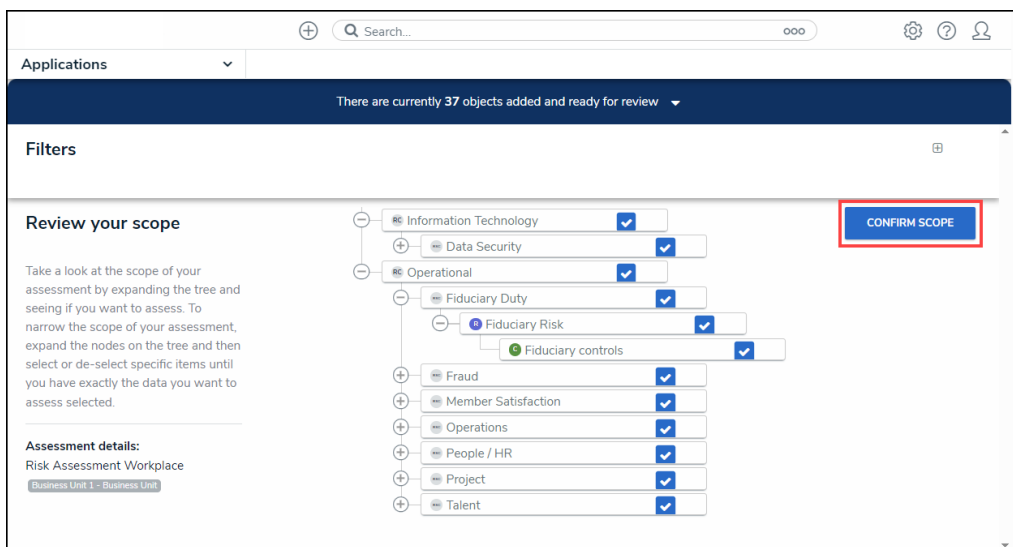 Search...
Applications
There are currently 37 objects added and ready for review
Filters
Review your scope
Take a look at the scope of your
assessment by expanding the tree and
seeing if you want to assess. To
narrow the scope of your assessment,
expand the nodes on the tree and then
select or de-select specific items until
you have exactly the data you want to
assess selected.
Assessment details:
Risk Assessment Workplace
Business Unit 1 - Business Unit
RC Information Technology
Data Security
RC Operational
Fiduciary Duty
R Fiduciary Risk
C Fiduciary controls
Fraud
Member Satisfaction
Operations
People / HR
Project
Talent
CONFIRM SCOPE